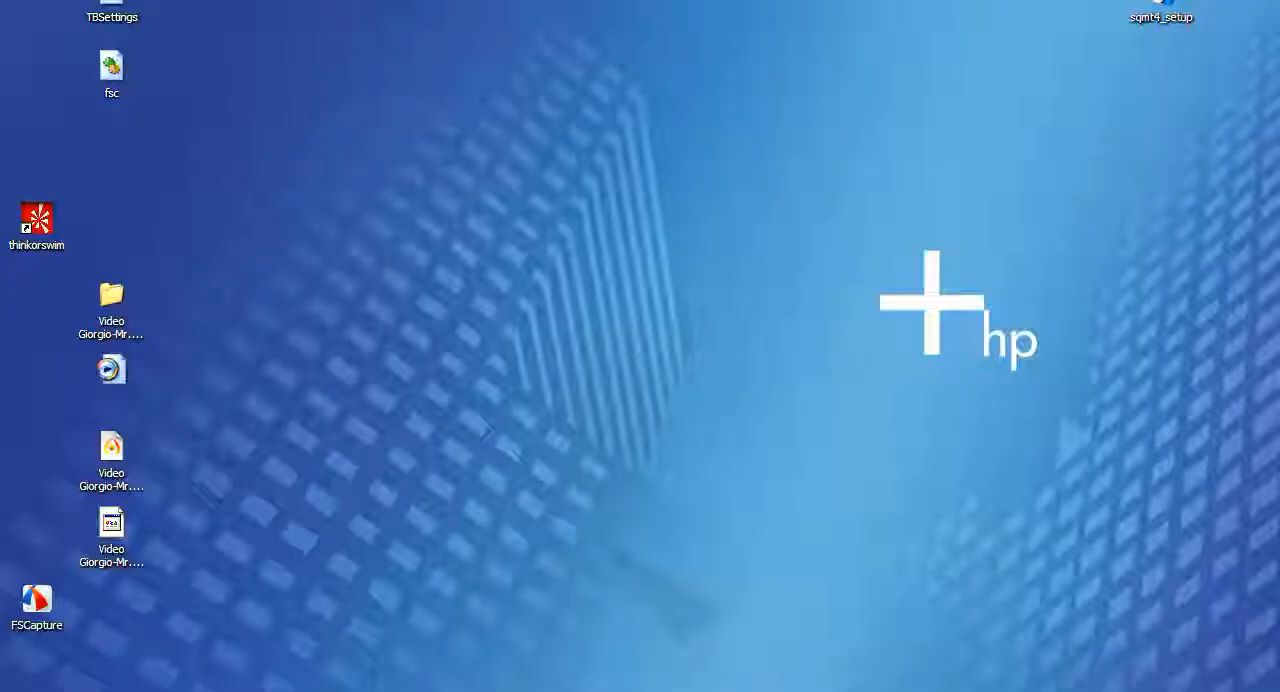 TBSettings
sqmt4_setup
fsc
thinkorswim
Video
Giorgio-Mr....
Video
Giorgio-Mr....
Video
Giorgio-Mr....
FSCapture
hp